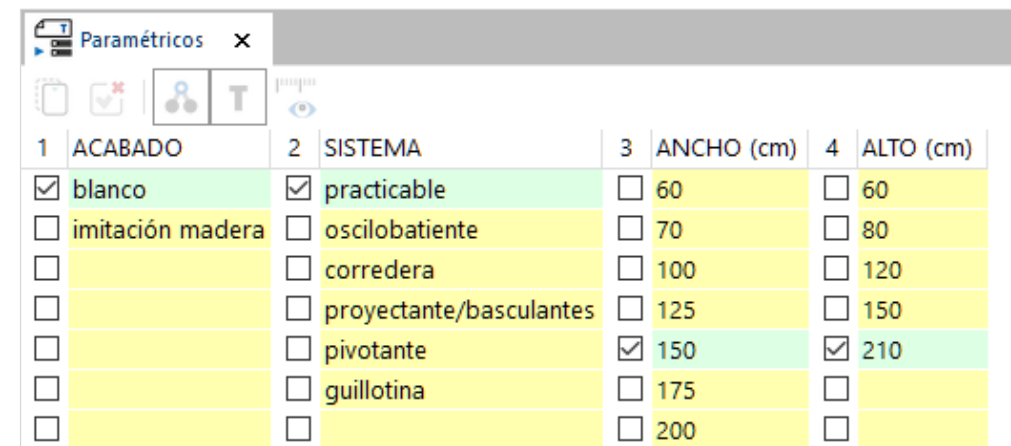 Paramétricos
1 ACABADO 2 SISTEMA 3 ANCHO (cm) 4 ALTO (cm)
blanco practicable 60 60
imitación madera oscilobatiente 70 80
corredera 100 120
proyectante/basculantes 125 150
pivotante 150 210
guillotina 175
200